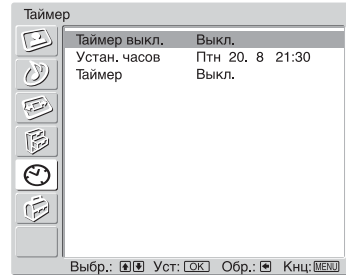 Таймер
Таймер выкл. Выкл.
Устан. часов Птн 20. 8 21:30
Таймер Выкл.
Выбр.: Уст: OK Обр.: Кнц: MENU